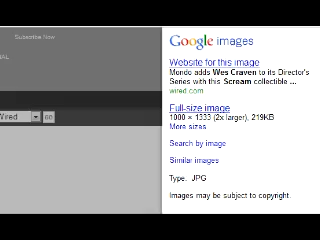 Subscribe Now
Google images
Website for this image
Mondo adds Wes Craven to its Director's
Series with this Scream collectible ...
wired.com
Wired
GO
Full-size image
1000 × 1333 (2x larger), 219KB
More sizes
Search by image
Similar images
Type: JPG
Images may be subject to copyright.